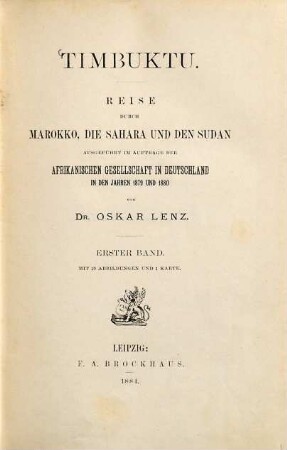 TIMBUKTU.
REISE
DURCH
MAROKKO, DIE SAHARA UND DEN SUDAN
AUSGEFÜHRT IM AUFTRAGE DER
AFRIKANISCHEN GESELLSCHAFT IN DEUTSCHLAND
IN DEN JAHREN 1879 UND 1880
VON
DR. OSKAR LENZ.
ERSTER BAND.
MIT ABBILDUNGEN UND 1 KARTE.
LEIPZIG:
F. A. BROCKHAUS.
1884.